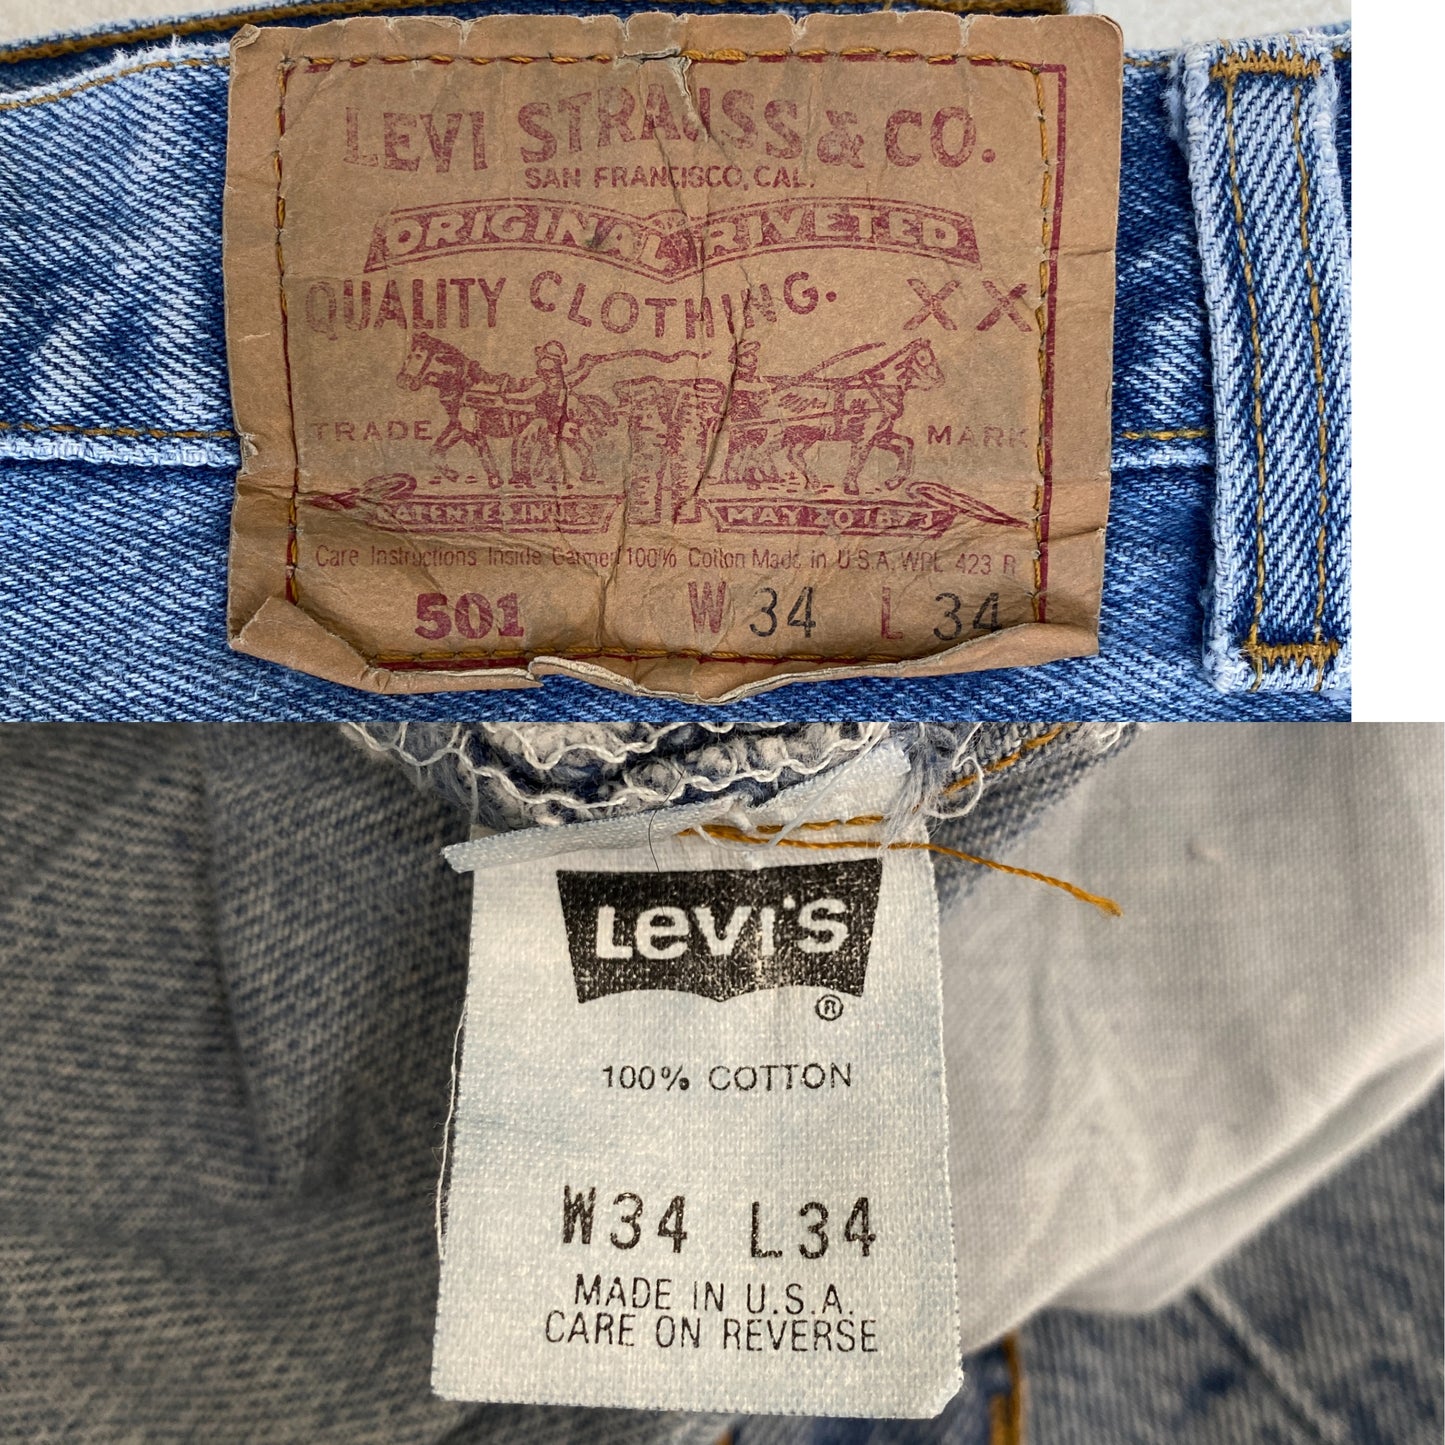 LEVI STRAUSS & CO.
SAN FRANCISCO, CAL.
ORIGINAL RIVETED
QUALITY CLOTHING. XX
TRADE MARK
PATENTED IN U.S. MAY 20 1873
Care Instructions Inside Garment 100% Cotton Made in U.S.A. WPL 423 R
501 W 34 L 34
LEVI'S
®
100% COTTON
W34 L34
MADE IN U.S.A.
CARE ON REVERSE